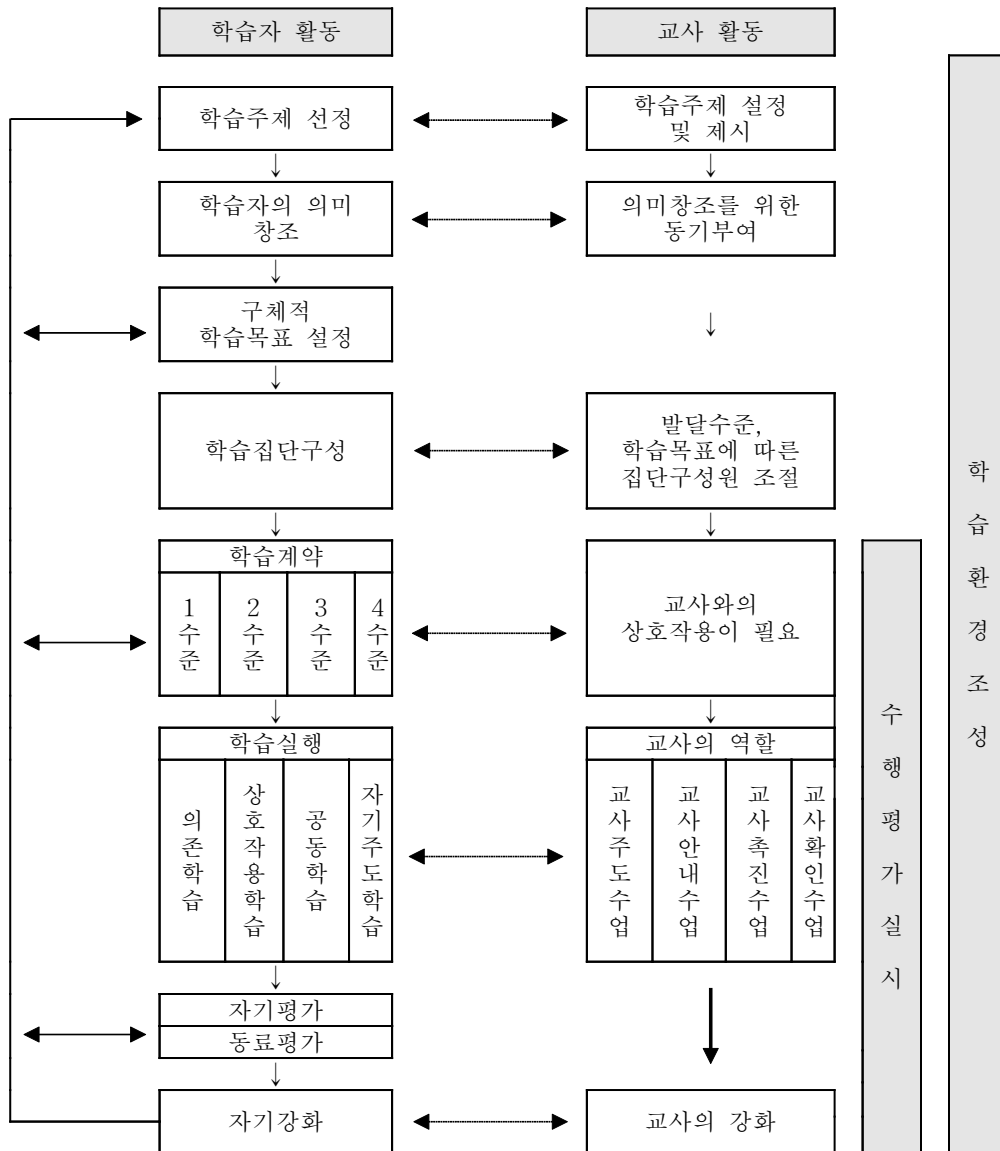 학습자 활동
교사 활동
학습주제 선정
학습주제 설정
및 제시
학습자의 의미
창조
의미창조를 위한
동기부여
구체적
학습목표 설정
학습집단구성
발달수준,
학습목표에 따른
집단구성원 조절
학습계약
1수준
2수준
3수준
4수준
교사와의
상호작용이 필요
학습실행
의존학습
상호작용학습
공동학습
자기주도학습
교사의 역할
교사주도수업
교사안내수업
교사촉진수업
교사확인수업
자기평가
동료평가
자기강화
교사의 강화
수행평가실시
학습환경조성